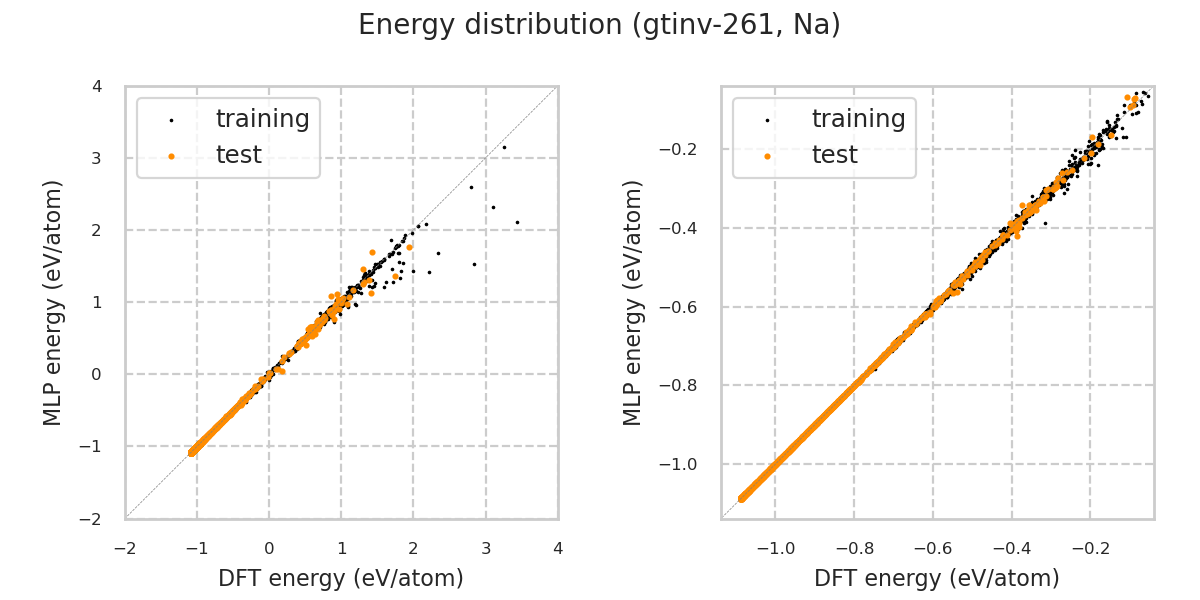 Energy distribution (gtinv-261, Na)
training
test
MLP energy (eV/atom)
4
3
2
1
0
−1
−2
−2
−1
0
1
2
3
4
DFT energy (eV/atom)
training
test
MLP energy (eV/atom)
−0.2
−0.4
−0.6
−0.8
−1.0
−1.0
−0.8
−0.6
−0.4
−0.2
DFT energy (eV/atom)